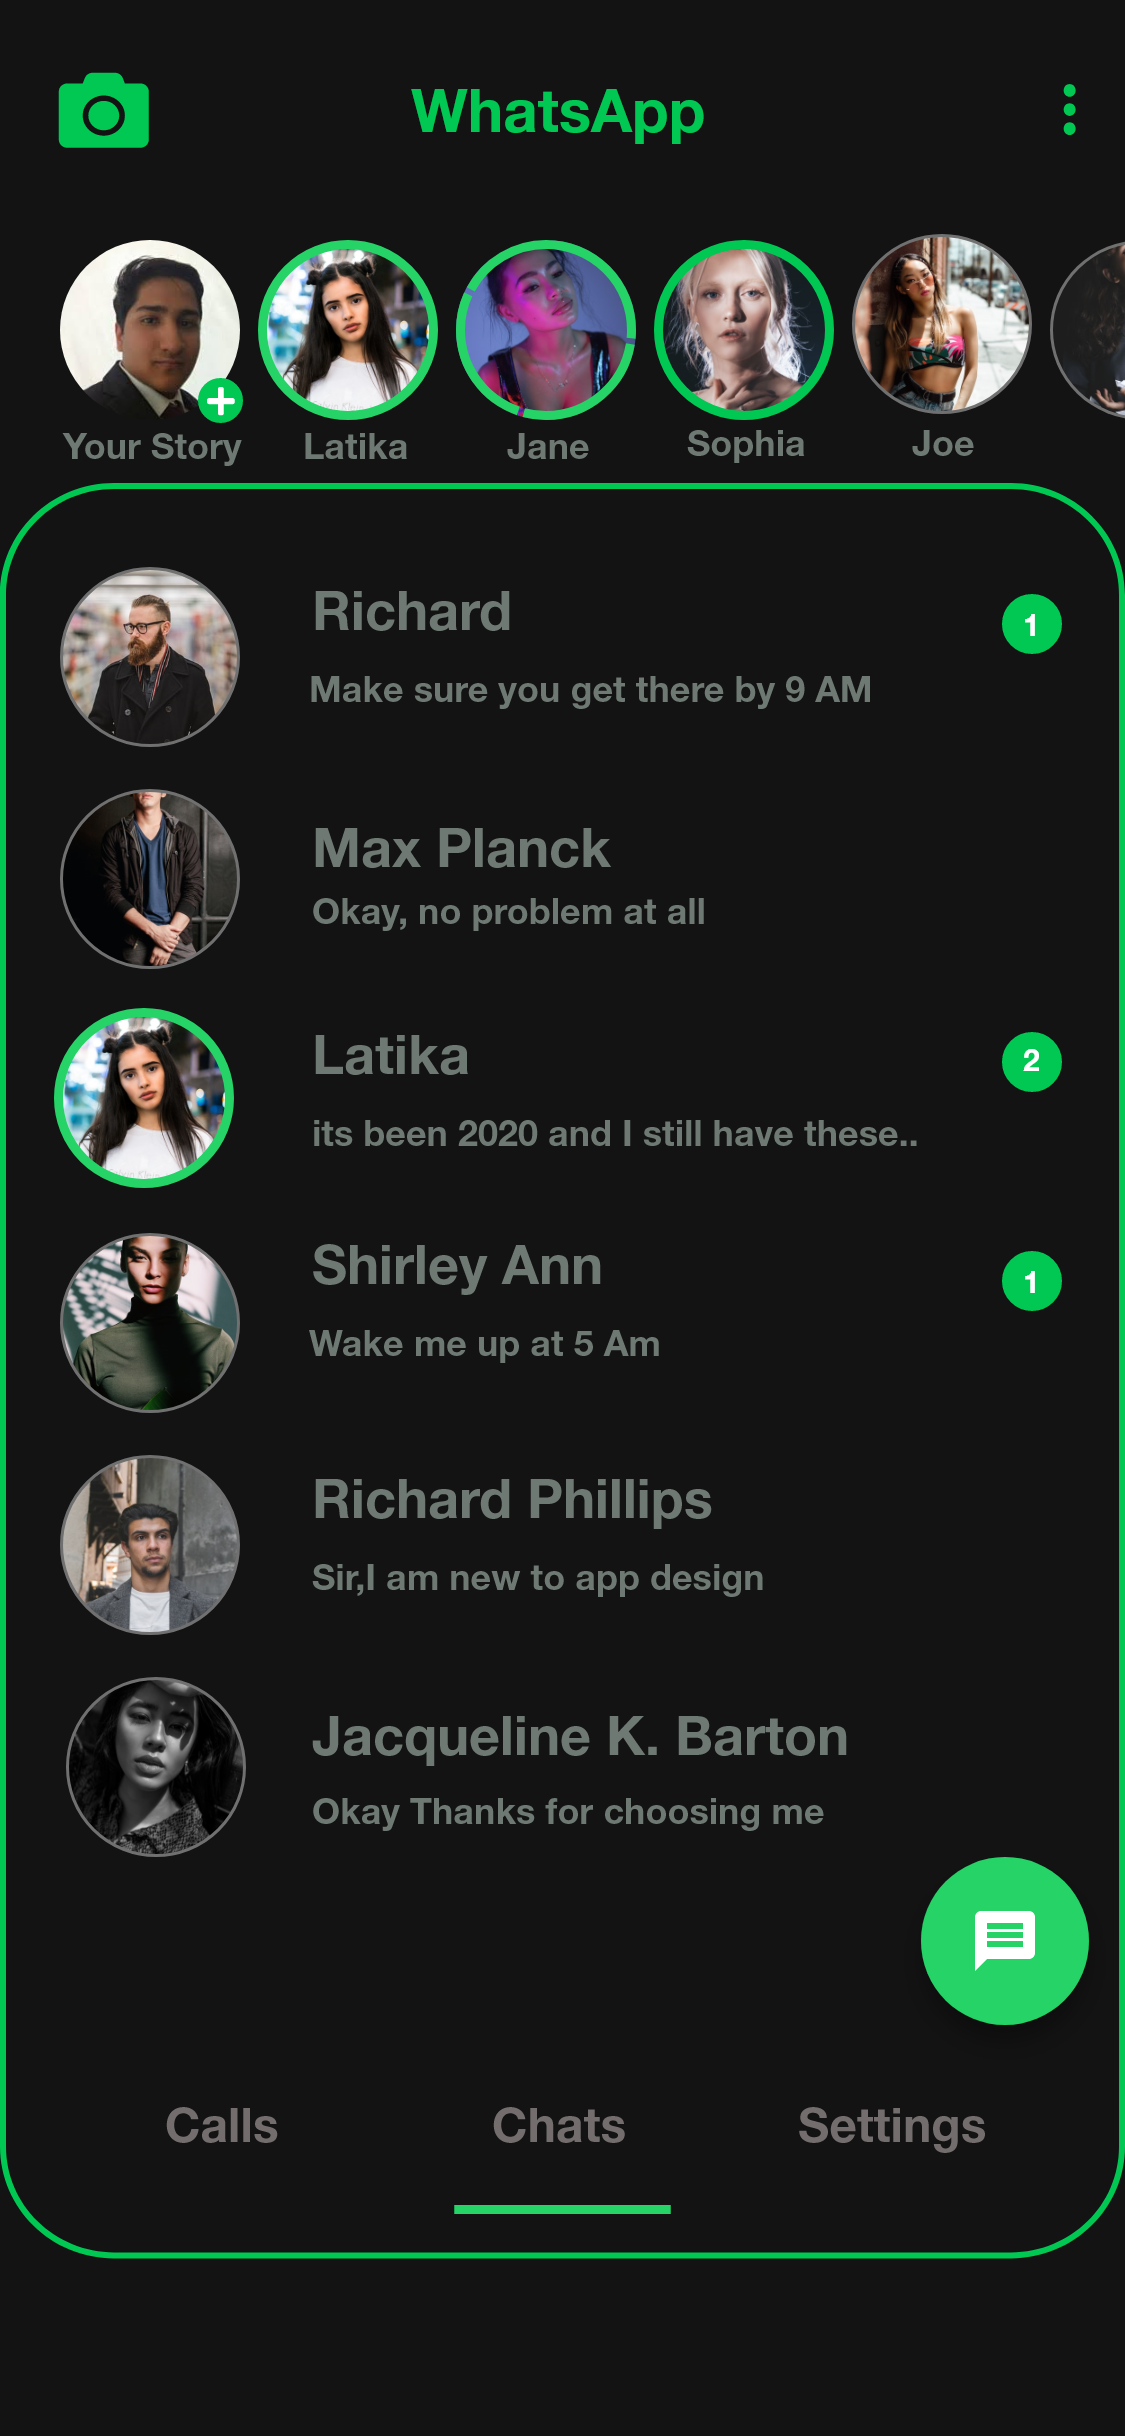 WhatsApp
Your Story
Latika
Jane
Sophia
Joe
Richard
1
Make sure you get there by 9 AM
Max Planck
Okay, no problem at all
Latika
2
its been 2020 and I still have these..
Shirley Ann
1
Wake me up at 5 Am
Richard Phillips
Sir,I am new to app design
Jacqueline K. Barton
Okay Thanks for choosing me
Calls
Chats
Settings